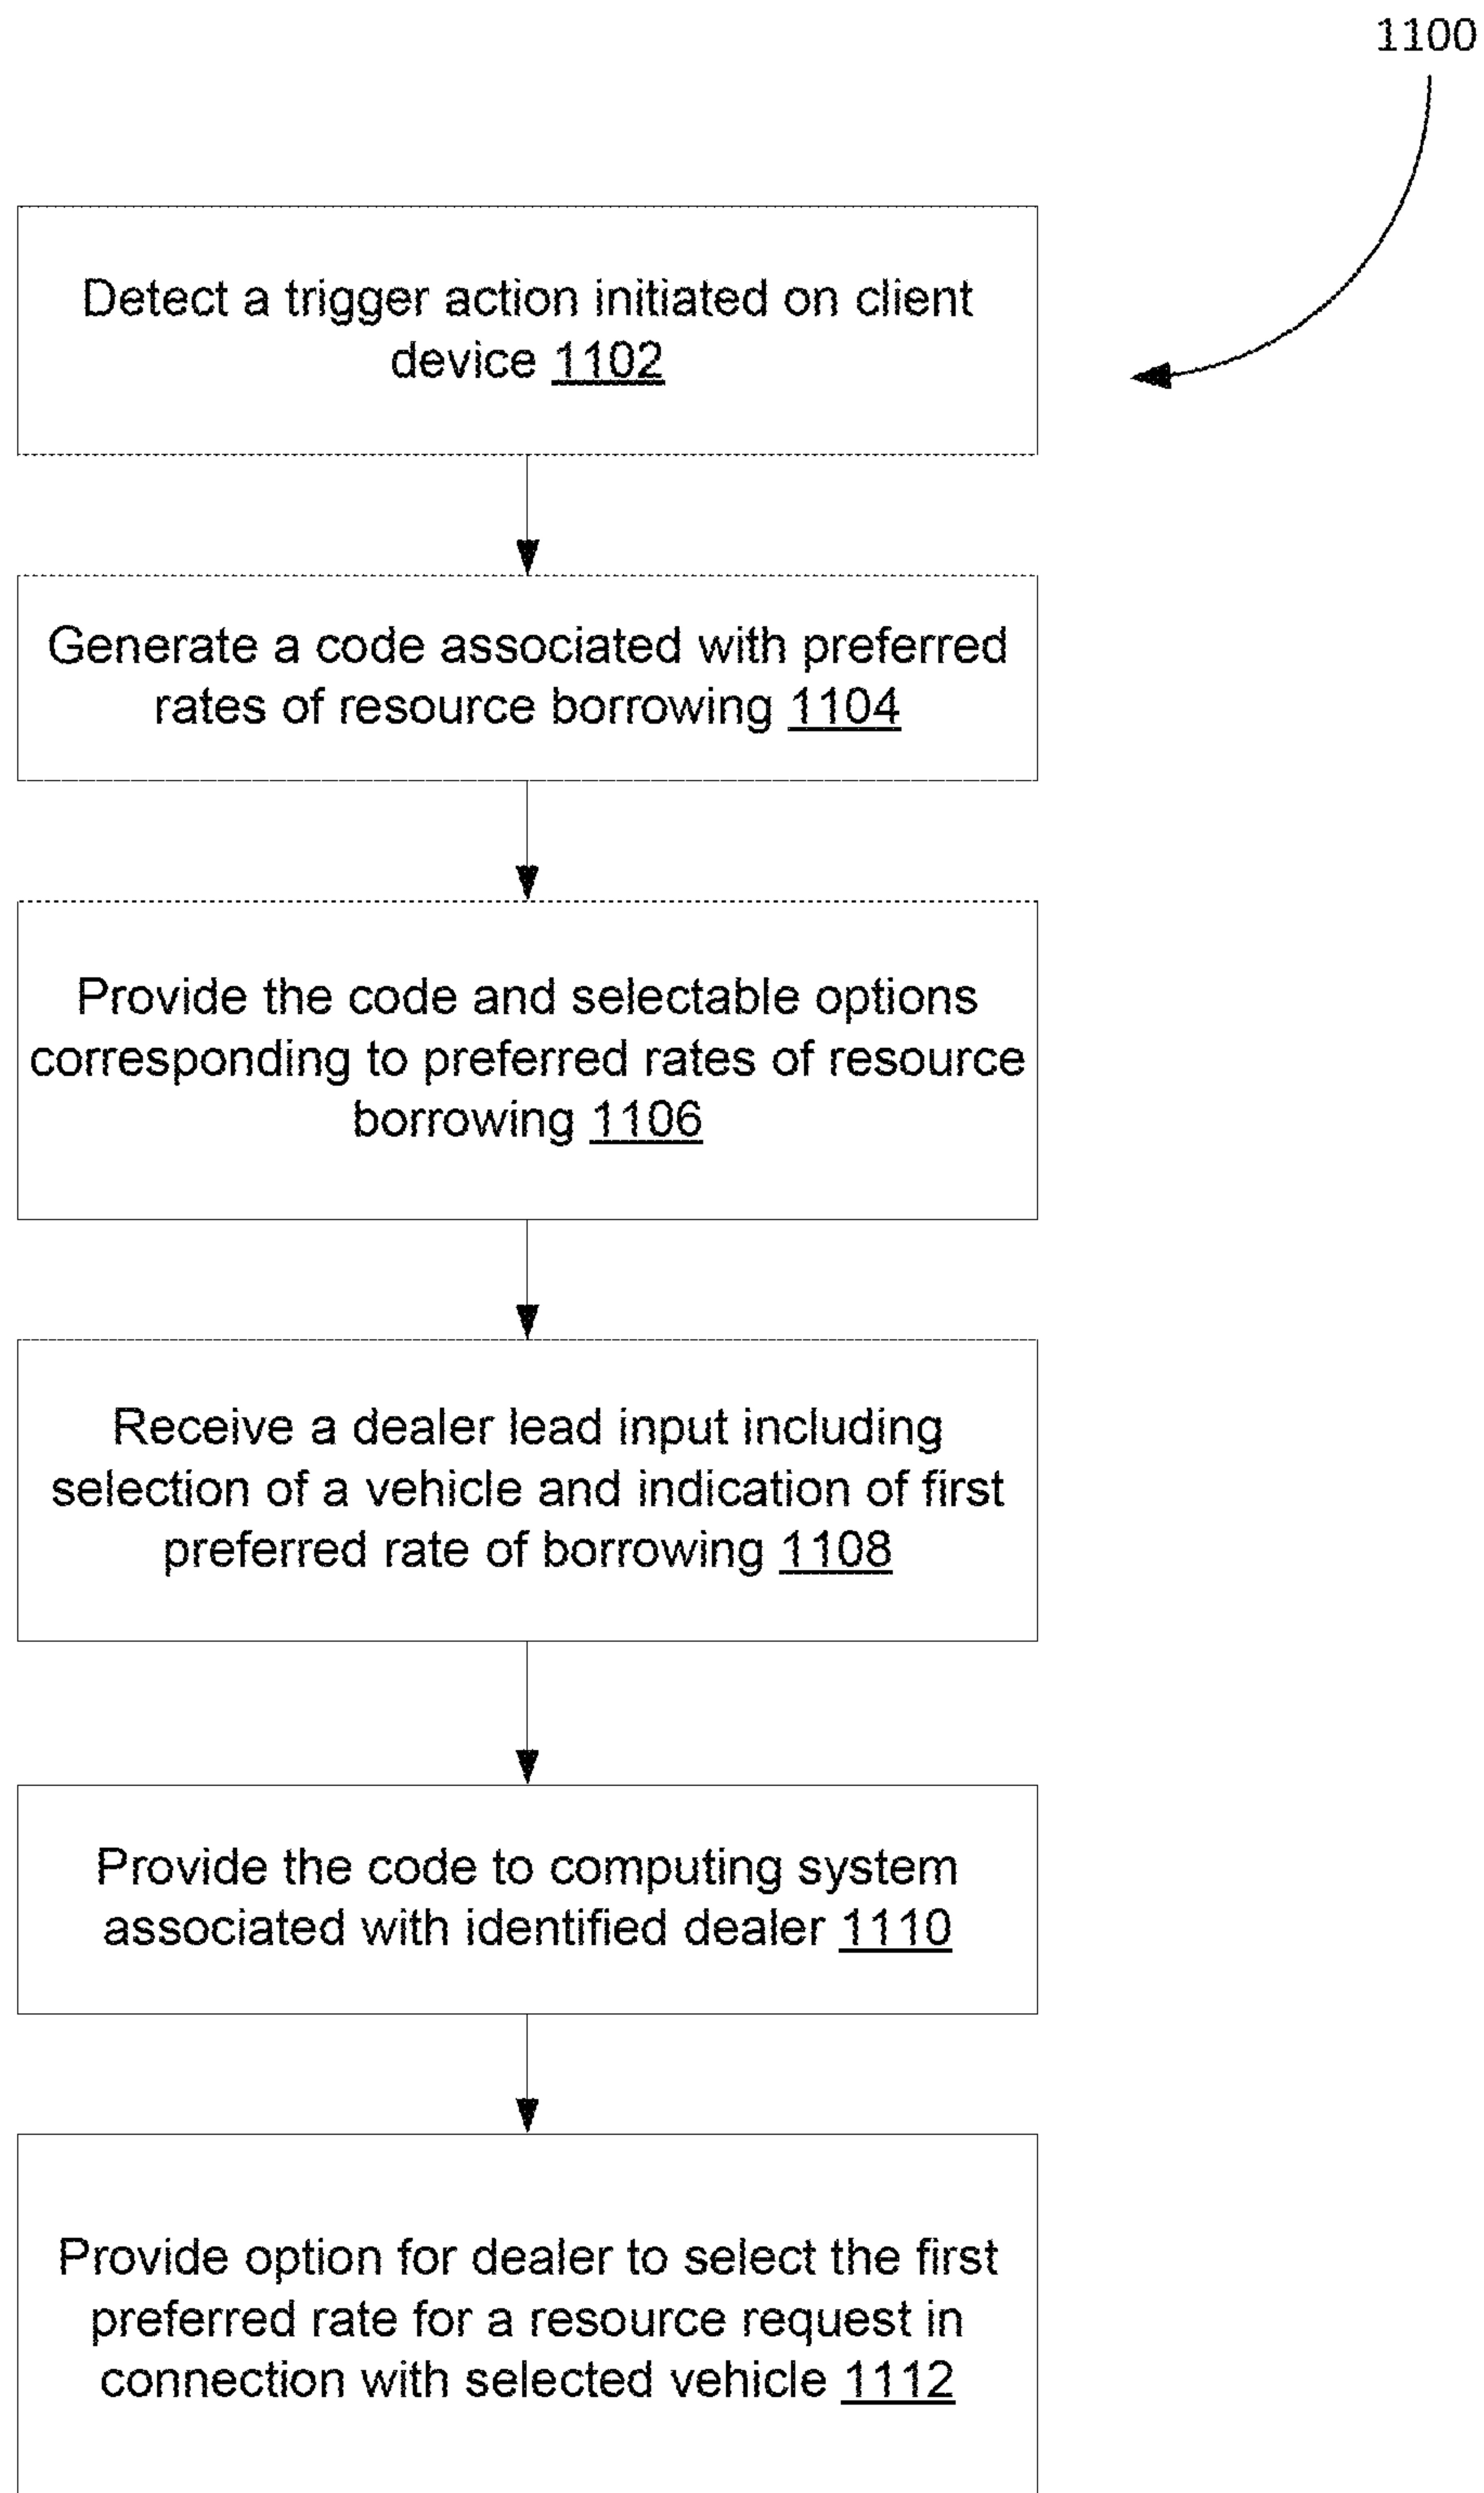 1100
Detect a trigger action initiated on client
device 1102
Generate a code associated with preferred
rates of resource borrowing 1104
Provide the code and selectable options
corresponding to preferred rates of resource
borrowing 1106
Receive a dealer lead input including
selection of a vehicle and indication of first
preferred rate of borrowing 1108
Provide the code to computing system
associated with identified dealer 1110
Provide option for dealer to select the first
preferred rate for a resource request in
connection with selected vehicle 1112